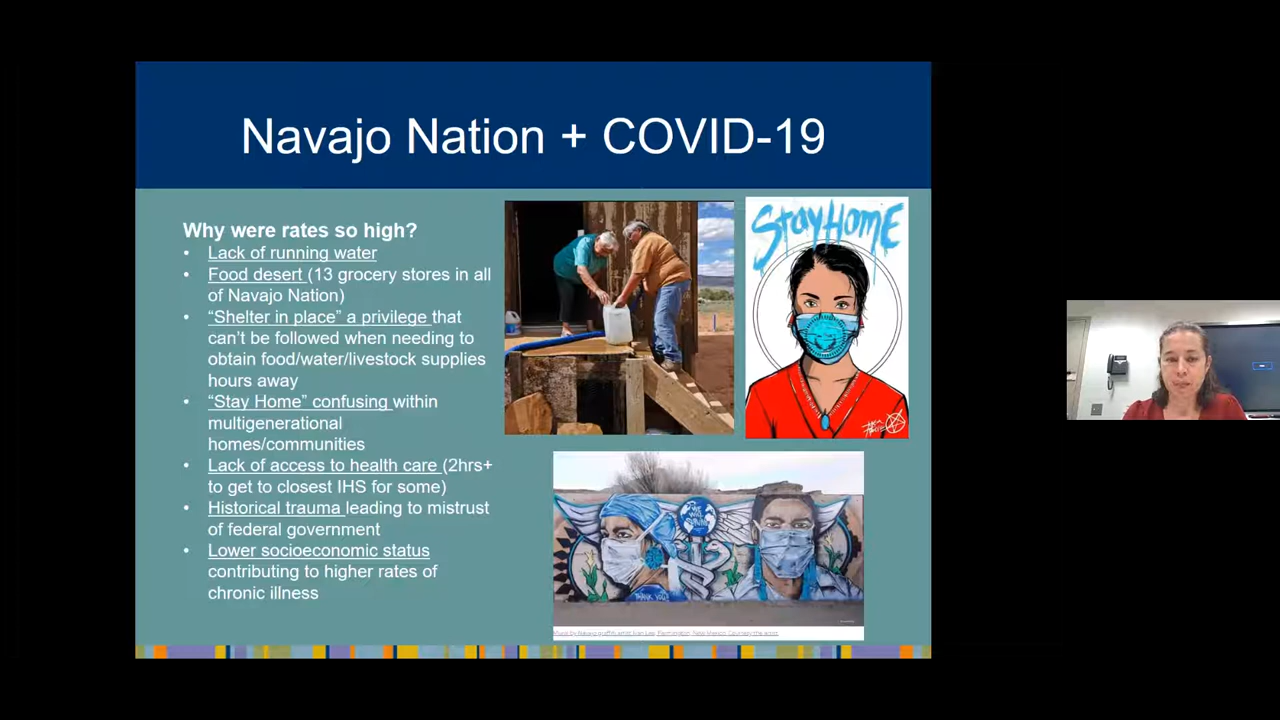 Navajo Nation + COVID-19
Why were rates so high?
• Lack of running water
• Food desert (13 grocery stores in all
of Navajo Nation)
• “Shelter in place” a privilege that
can’t be followed when needing to
obtain food/water/livestock supplies
hours away
• “Stay Home” confusing within
multigenerational
homes/communities
• Lack of access to health care (2hrs+
to get to closest IHS for some)
• Historical trauma leading to mistrust
of federal government
• Lower socioeconomic status
contributing to higher rates of
chronic illness
Stay Home
THANK YOU